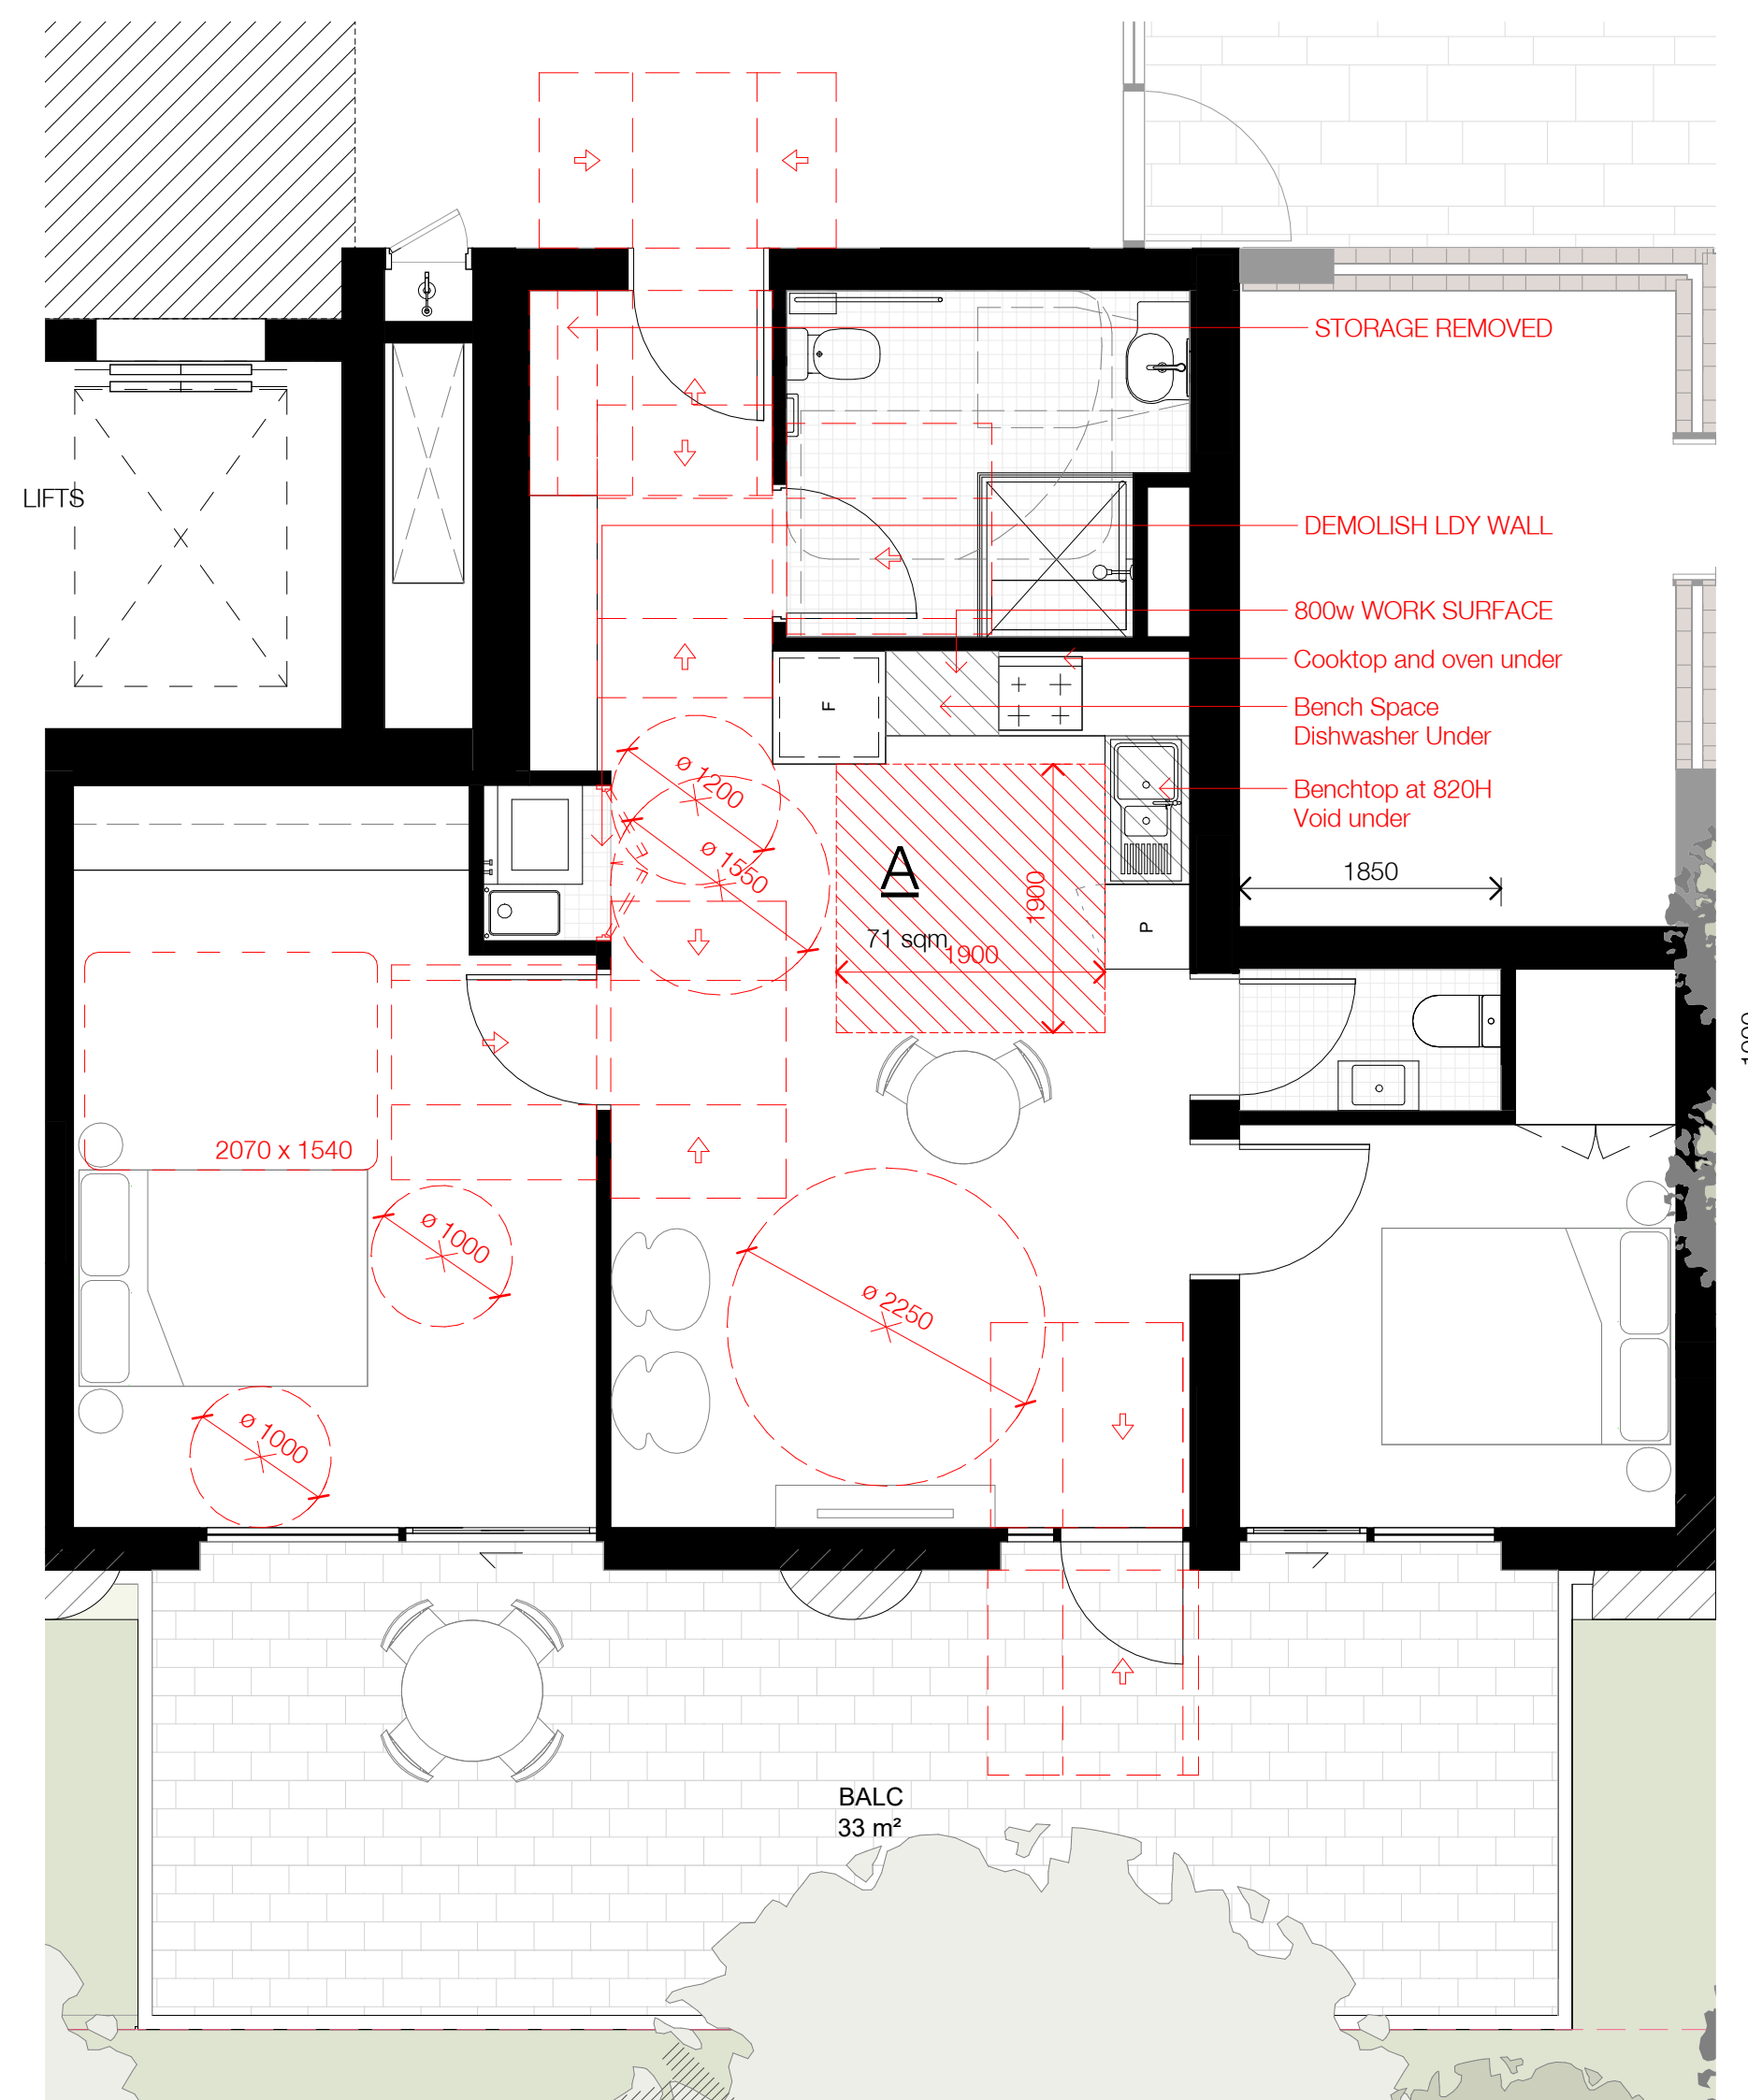 STORAGE REMOVED
LIFTS
DEMOLISH LDY WALL
800w WORK SURFACE
Cooktop and oven under
F
Bench Space
Dishwasher Under
ø 1200
Benchtop at 820H
Void under
ø 1550
A
1900
1850
71 sqm
1900
P
2070 x 1540
ø 1000
ø 2250
ø 1000
BALC
33 m²